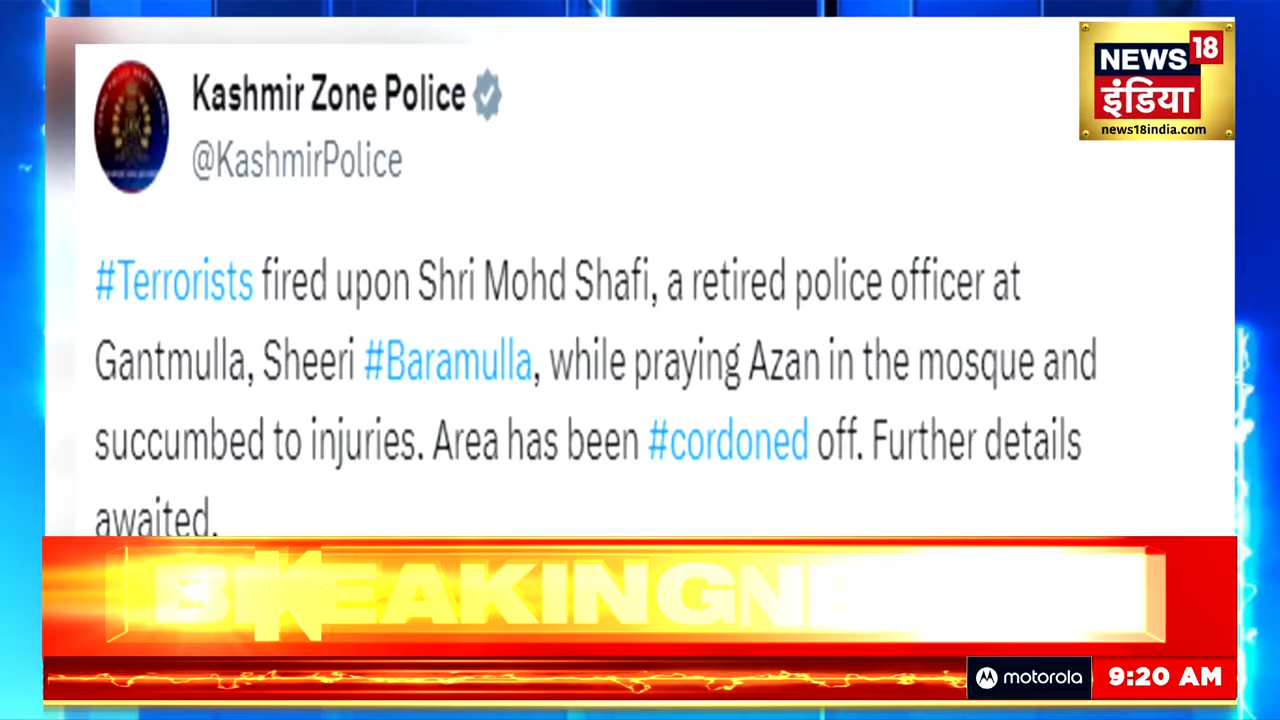 Kashmir Zone Police
@KashmirPolice
NEWS 18
इंडिया
news18india.com
#Terrorists fired upon Shri Mohd Shafi, a retired police officer at
Gantmulla, Sheeri #Baramulla, while praying Azan in the mosque and
succumbed to injuries. Area has been #cordoned off. Further details
awaited.
BREAKING NE
motorola
9:20 AM